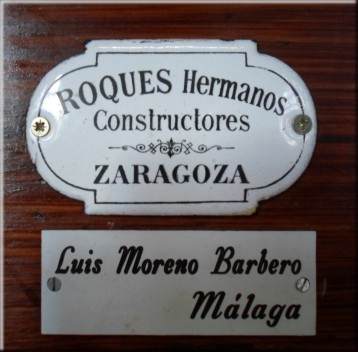 ROQUES Hermanos
Constructores
ZARAGOZA
Luis Moreno Barbero
Málaga